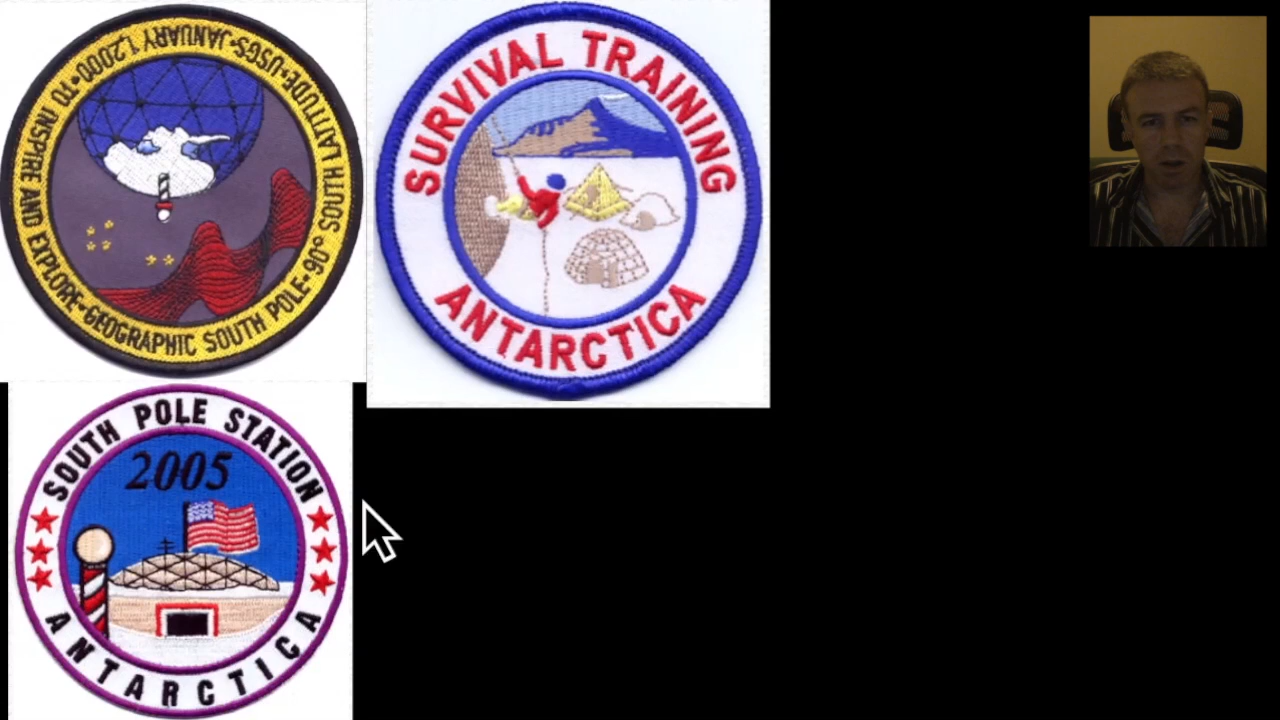 JANUARY 1, 2000 • TO INSPIRE AND EXPLORE • GEOGRAPHIC SOUTH POLE • 90° SOUTH LATITUDE • USGS •
SURVIVAL TRAINING
ANTARCTICA
SOUTH POLE STATION
2005
ANTARCTICA